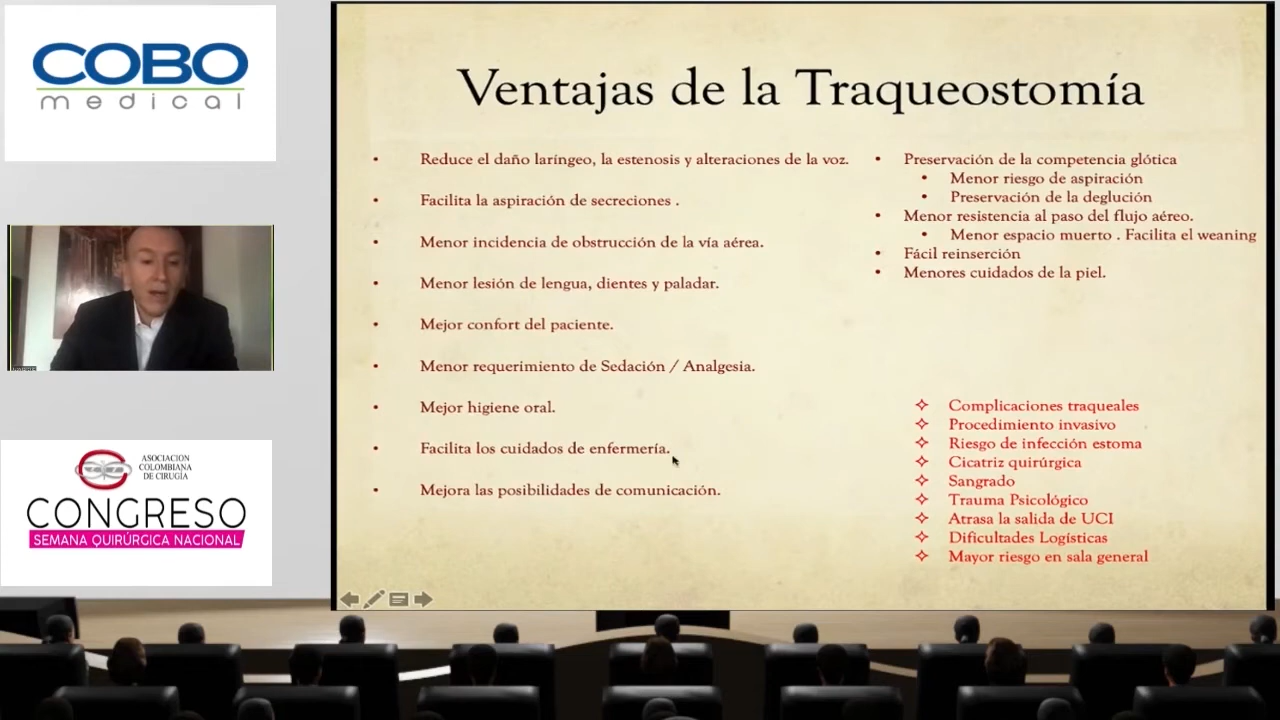 COBO
medical
ASOCIACION
COLOMBIANA
DE CIRUGÍA
CONGRESO
SEMANA QUIRÚRGICA NACIONAL
Ventajas de la Traqueostomía
• Reduce el daño laríngeo, la estenosis y alteraciones de la voz.
• Facilita la aspiración de secreciones .
• Menor incidencia de obstrucción de la vía aérea.
• Menor lesión de lengua, dientes y paladar.
• Mejor confort del paciente.
• Menor requerimiento de Sedación / Analgesia.
• Mejor higiene oral.
• Facilita los cuidados de enfermería.
• Mejora las posibilidades de comunicación.
• Preservación de la competencia glótica
• Menor riesgo de aspiración
• Preservación de la deglución
• Menor resistencia al paso del flujo aéreo.
• Menor espacio muerto . Facilita el weaning
• Fácil reinserción
• Menores cuidados de la piel.
✧ Complicaciones traqueales
✧ Procedimiento invasivo
✧ Riesgo de infección estoma
✧ Cicatriz quirúrgica
✧ Sangrado
✧ Trauma Psicológico
✧ Atrasa la salida de UCI
✧ Dificultades Logísticas
✧ Mayor riesgo en sala general